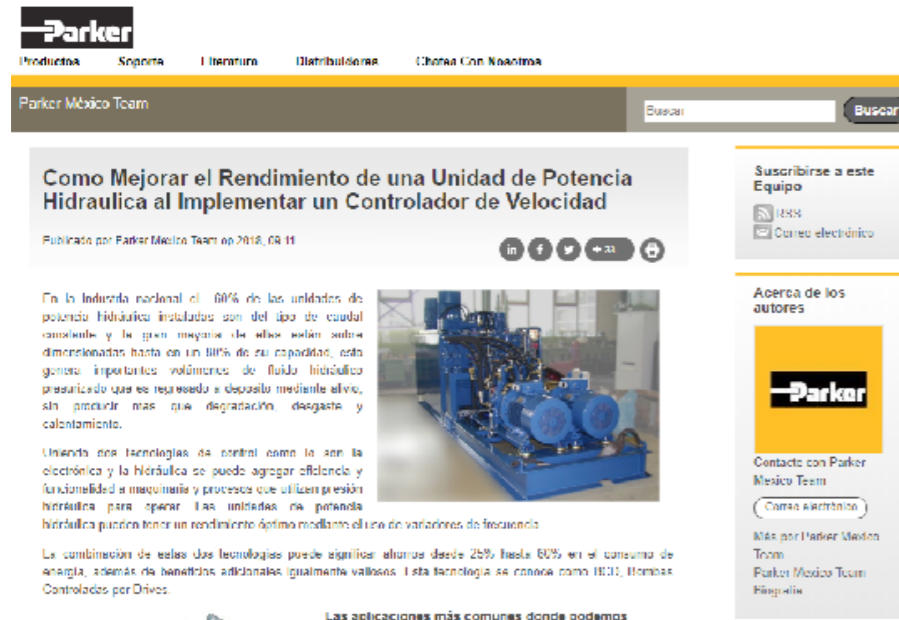 Parker
Productos Soporte Literatura Distribuidores Chatea Con Nosotros
Parker México Team
Buscar
Buscar
Como Mejorar el Rendimiento de una Unidad de Potencia
Hidraulica al Implementar un Controlador de Velocidad
Publicado por Parker Mexico Team on 2018, 09:11
in f + 33
En la Industria nacional el 60% de las unidades de
potencia hidráulica instaladas son del tipo de caudal
constante y la gran mayoria de ellas están sobre
dimensionadas hasta en un 80% de su capacidad, esto
genera importantes volúmenes de fluido hidráulico
presurizado que es regresado a deposito mediante alivio,
sin producir mas que degradación, desgaste y
calentamiento.
Uniendo dos tecnologías de control como lo son la
electrónica y la hidráulica se puede agregar eficiencia y
funcionalidad a maquinaria y procesos que utilizan presión
hidráulica para operar. Las unidades de potencia
hidráulica pueden tener un rendimiento óptimo mediante el uso de variadores de frecuencia
La combinación de estas dos tecnologías puede significar ahorros desde 25% hasta 60% en el consumo de
energía, además de beneficios adicionales igualmente valiosos. Esta tecnología se conoce como BCD, Bombas
Controladas por Drives.
Las aplicaciones más comunes donde podemos
Suscribirse a este
Equipo
RSS
Correo electrónico
Acerca de los
autores
Parker
Contacte con Parker
Mexico Team
Correo electrónico
Más por Parker Mexico
Team
Parker Mexico Team
Biografía